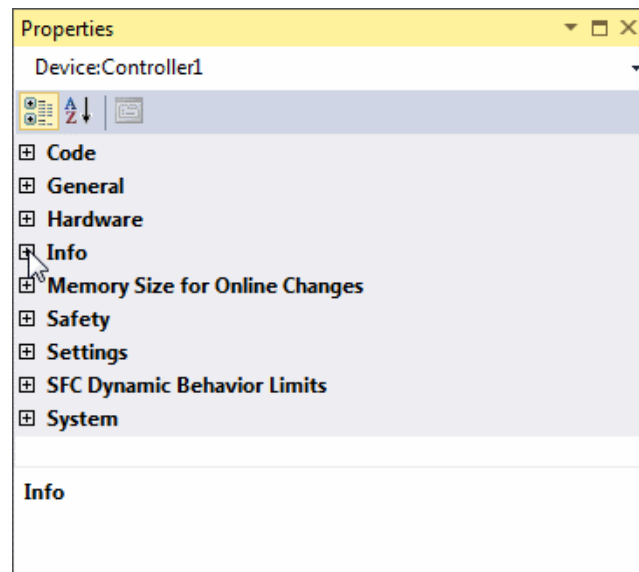 Properties
Device:Controller1
A
Z
Code
General
Hardware
Info
Memory Size for Online Changes
Safety
Settings
SFC Dynamic Behavior Limits
System
Info